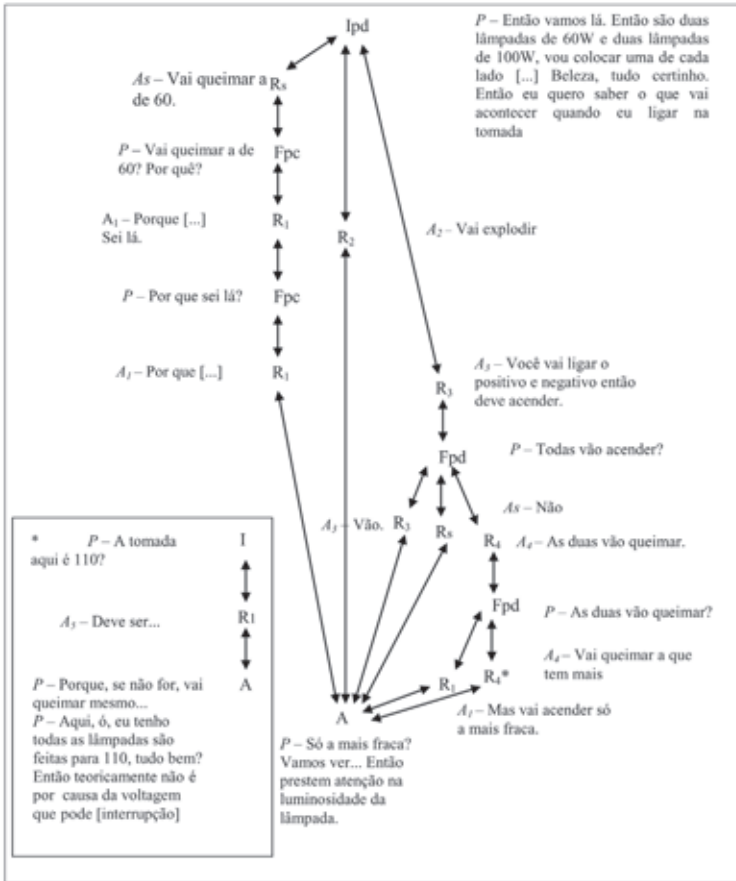 Ipd
P – Então vamos lá. Então são duas
lâmpadas de 60W e duas lâmpadas
de 100W, vou colocar uma de cada
lado [...] Beleza, tudo certinho.
Então eu quero saber o que vai
acontecer quando eu ligar na
tomada
As – Vai queimar a
de 60.
Rs
P – Vai queimar a de
60? Por quê?
Fpc
A1 – Porque [...]
Sei lá.
R1
R2
A2 – Vai explodir
P – Por que sei lá?
Fpc
A1 – Por que [...]
R1
A3 – Você vai ligar o
positivo e negativo então
deve acender.
R3
Fpd
P – Todas vão acender?
As – Não
A3 – Vão.
R3
Rs
R4
A4 – As duas vão queimar.
Fpd
P – As duas vão queimar?
A4 – Vai queimar a que
tem mais
R1
R4*
A1 – Mas vai acender só
a mais fraca.
A
P – Só a mais fraca?
Vamos ver... Então
prestem atenção na
luminosidade da
lâmpada.
* P – A tomada
aqui é 110?
I
A5 – Deve ser...
R1
P – Porque, se não for, vai
queimar mesmo...
A
P – Aqui, ó, eu tenho
todas as lâmpadas são
feitas para 110, tudo bem?
Então teoricamente não é
por causa da voltagem
que pode [interrupção]